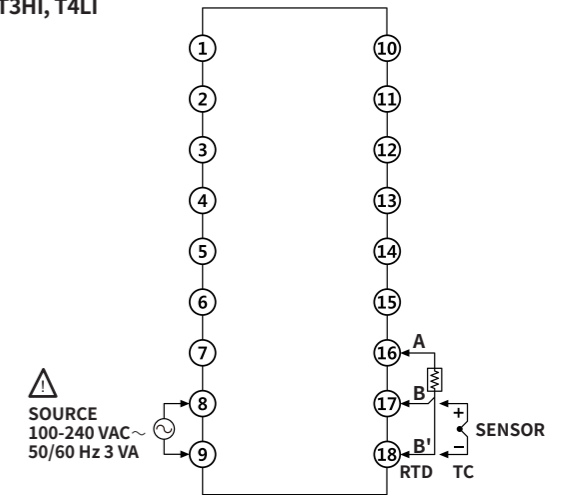 T3HI, T4LI
1 10
2 11
3 12
4 13
5 14
6 15
7 16 A
8 17 B
9 18 B'
SOURCE
100-240 VAC～
50/60 Hz 3 VA
+
SENSOR
−
RTD TC